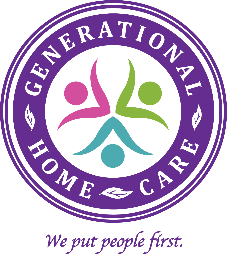 GENERATIONAL
HOME CARE
We put people first.